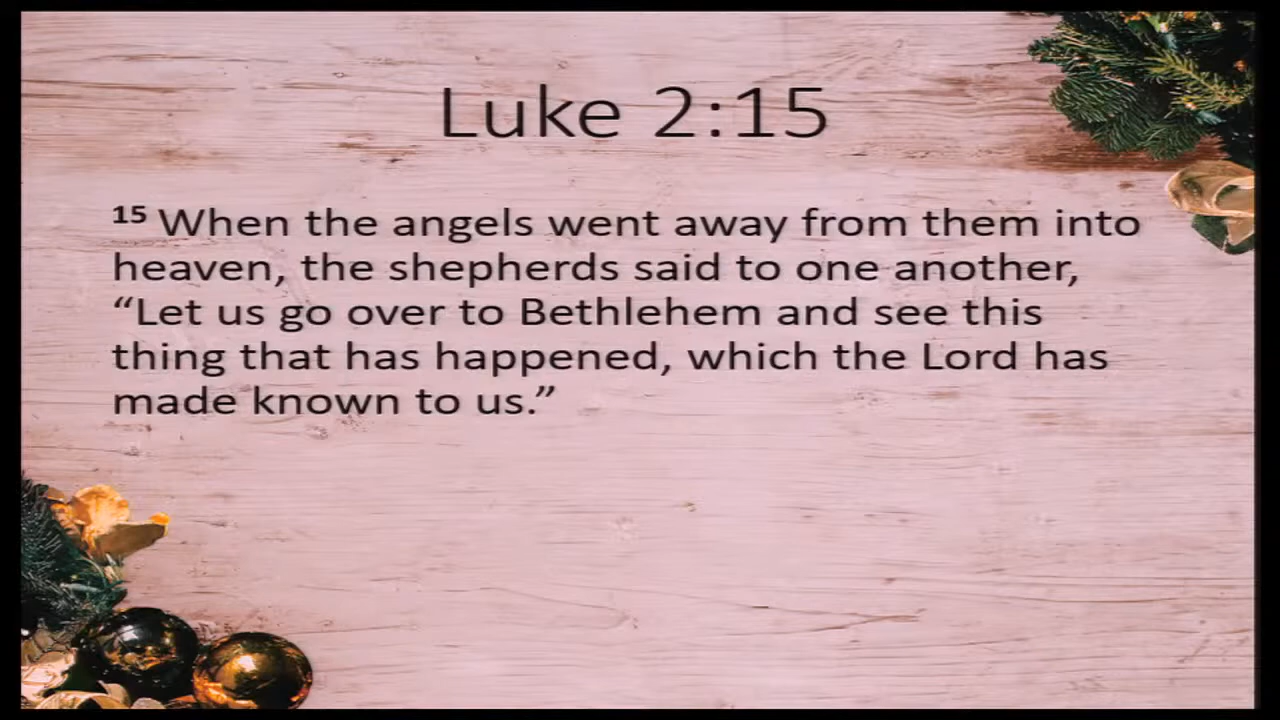 Luke 2:15
15 When the angels went away from them into
heaven, the shepherds said to one another,
“Let us go over to Bethlehem and see this
thing that has happened, which the Lord has
made known to us.”